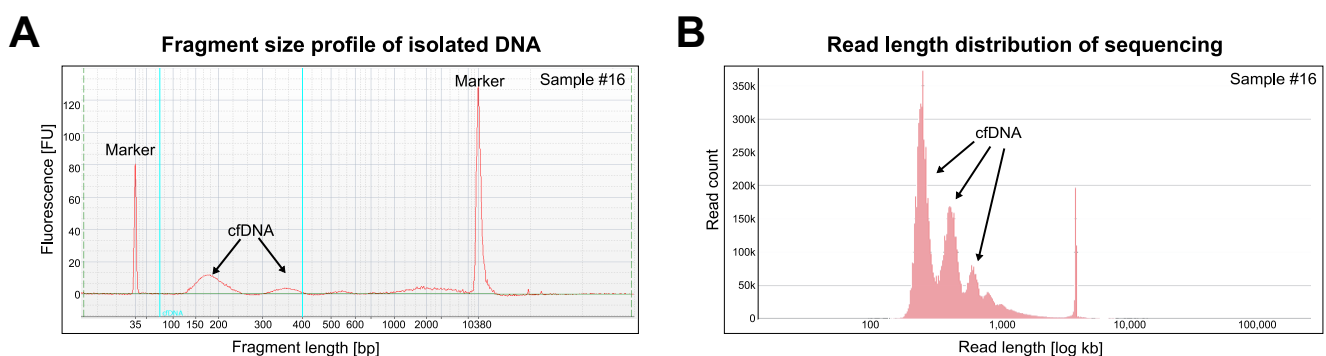 A
Fragment size profile of isolated DNA
Sample #16
Marker
Marker
cfDNA
Fluorescence [FU]
120
100
80
60
40
20
0
cfDNA
35 100 150 200 300 400 500 600 1000 2000 10380
Fragment length [bp]
B
Read length distribution of sequencing
Sample #16
cfDNA
Read count
350k
300k
250k
200k
150k
100k
50k
0
100 1,000 10,000 100,000
Read length [log kb]